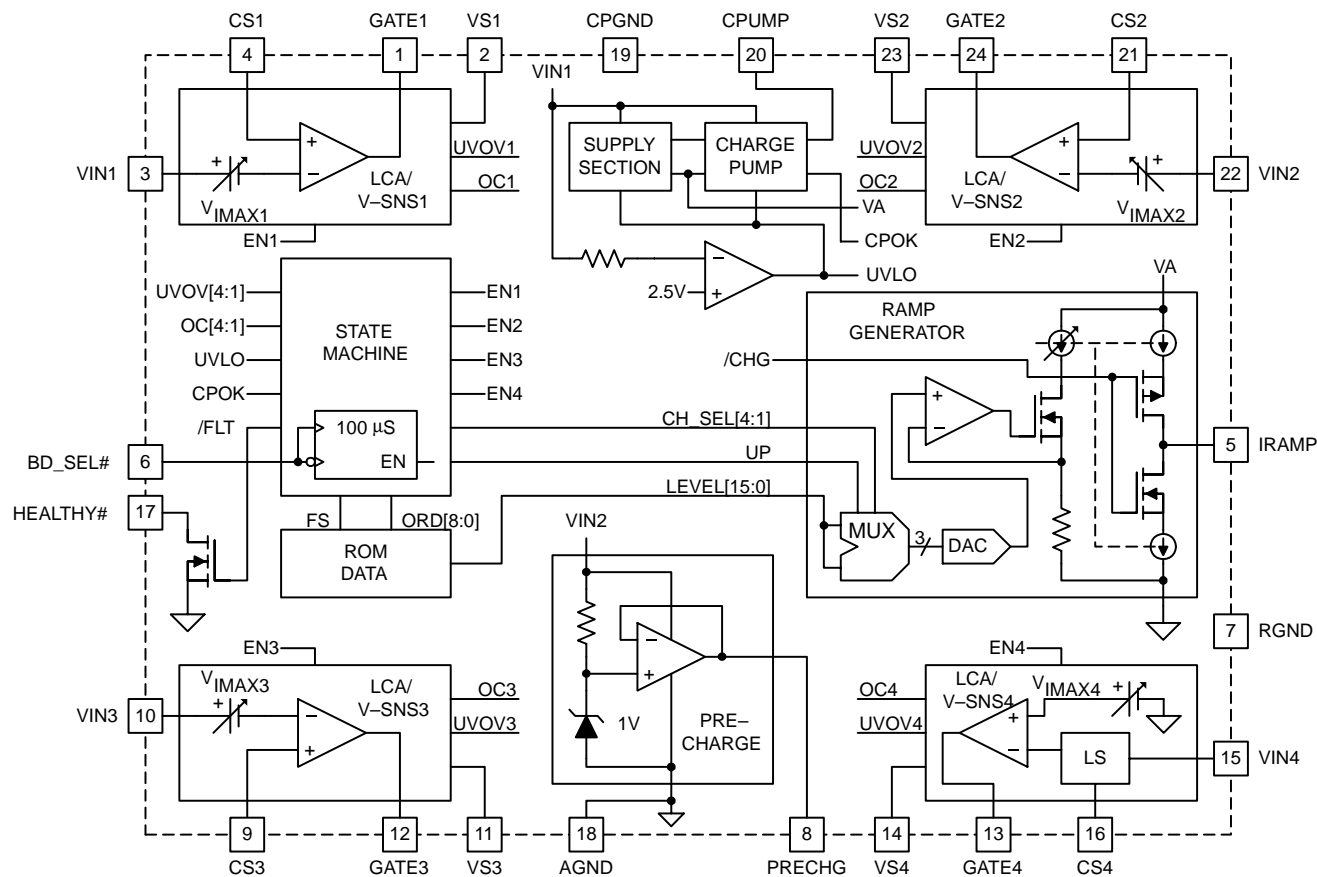 CS1 GATE1 VS1 CPGND CPUMP VS2 GATE2 CS2
4 1 2 19 20 23 24 21
VIN1
+ − SUPPLY SECTION CHARGE PUMP + −
UVOV1 UVOV2
VIN1 3 + LCA/ V–SNS1 OC1 OC2 LCA/ V–SNS2 + 22 VIN2
VIMAX1 VA VIMAX2
EN1 CPOK EN2
− UVLO VA
2.5V +
UVOV[4:1] EN1 RAMP GENERATOR
OC[4:1] STATE MACHINE EN2
UVLO EN3 /CHG
CPOK EN4
/FLT 100 µS CH_SEL[4:1] + −
BD_SEL# 6 EN UP 5 IRAMP
HEALTHY# 17 LEVEL[15:0]
FS ORD[8:0] VIN2 MUX 3 DAC
ROM DATA
7 RGND
EN3 − + EN4
VIMAX3 LCA/ V–SNS3 OC3 OC4 LCA/ V–SNS4 VIMAX4 +
VIN3 10 + − + UVOV3 1V PRE– CHARGE UVOV4 + − LS 15 VIN4
9 12 11 18 8 14 13 16
CS3 GATE3 VS3 AGND PRECHG VS4 GATE4 CS4